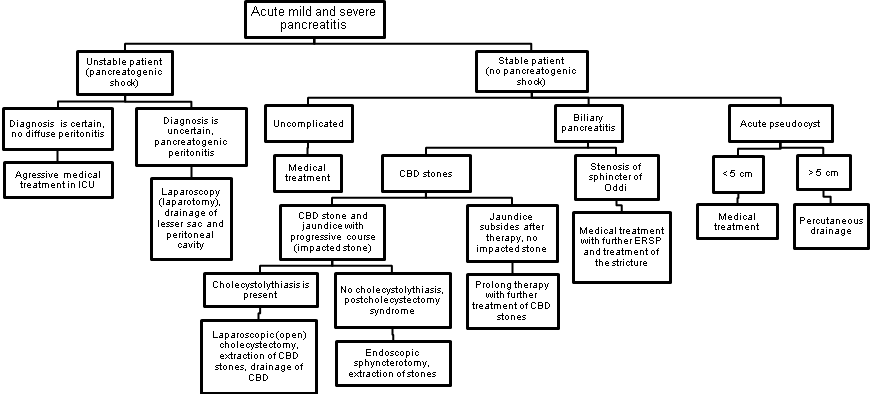 Acute mild and severe
pancreatitis
Unstable patient
(pancreatogenic
shock)
Stable patient
(no pancreatogenic
shock)
Diagnosis is certain,
no diffuse peritonitis
Diagnosis is
uncertain,
pancreatogenic
peritonitis
Uncomplicated
Biliary
pancreatitis
Acute pseudocyst
Agressive medical
treatment in ICU
Laparoscopy
(laparotomy),
drainage of
lesser sac and
peritoneal
cavity
Medical
treatment
CBD stones
Stenosis of
sphincter of
Oddi
< 5 cm
> 5 cm
CBD stone and
jaundice with
progressive course
(impacted stone)
Jaundice
subsides after
therapy, no
impacted stone
Medical treatment
with further ERSP
and treatment of
the stricture
Medical
treatment
Percutaneous
drainage
Cholecystolythiasis is
present
No cholecystolythiasis,
postcholecystectomy
syndrome
Prolong therapy
with further
treatment of CBD
stones
Laparoscopic (open)
cholecystectomy,
extraction of CBD
stones, drainage of
CBD
Endoscopic
sphyncterotomy,
extraction of stones